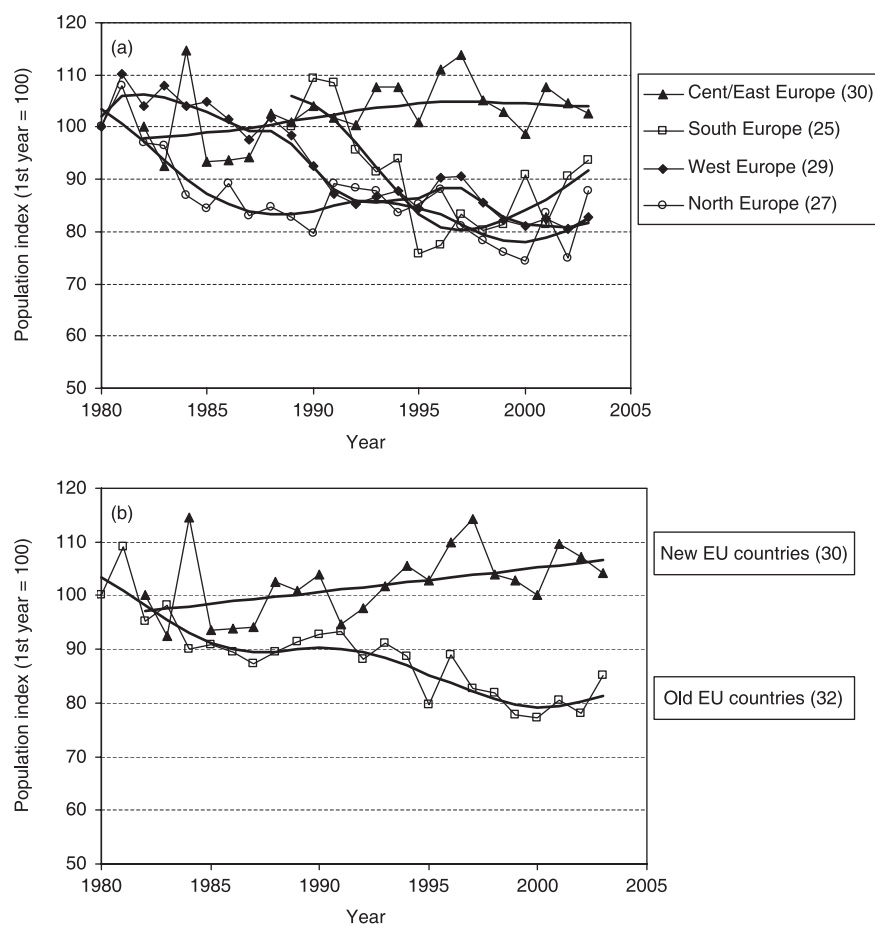 (a)
Population index (1st year = 100)
120
110
100
90
80
70
60
50
1980 1985 1990 1995 2000 2005
Year
Cent/East Europe (30)
South Europe (25)
West Europe (29)
North Europe (27)
(b)
Population index (1st year = 100)
120
110
100
90
80
70
60
50
1980 1985 1990 1995 2000 2005
Year
New EU countries (30)
Old EU countries (32)